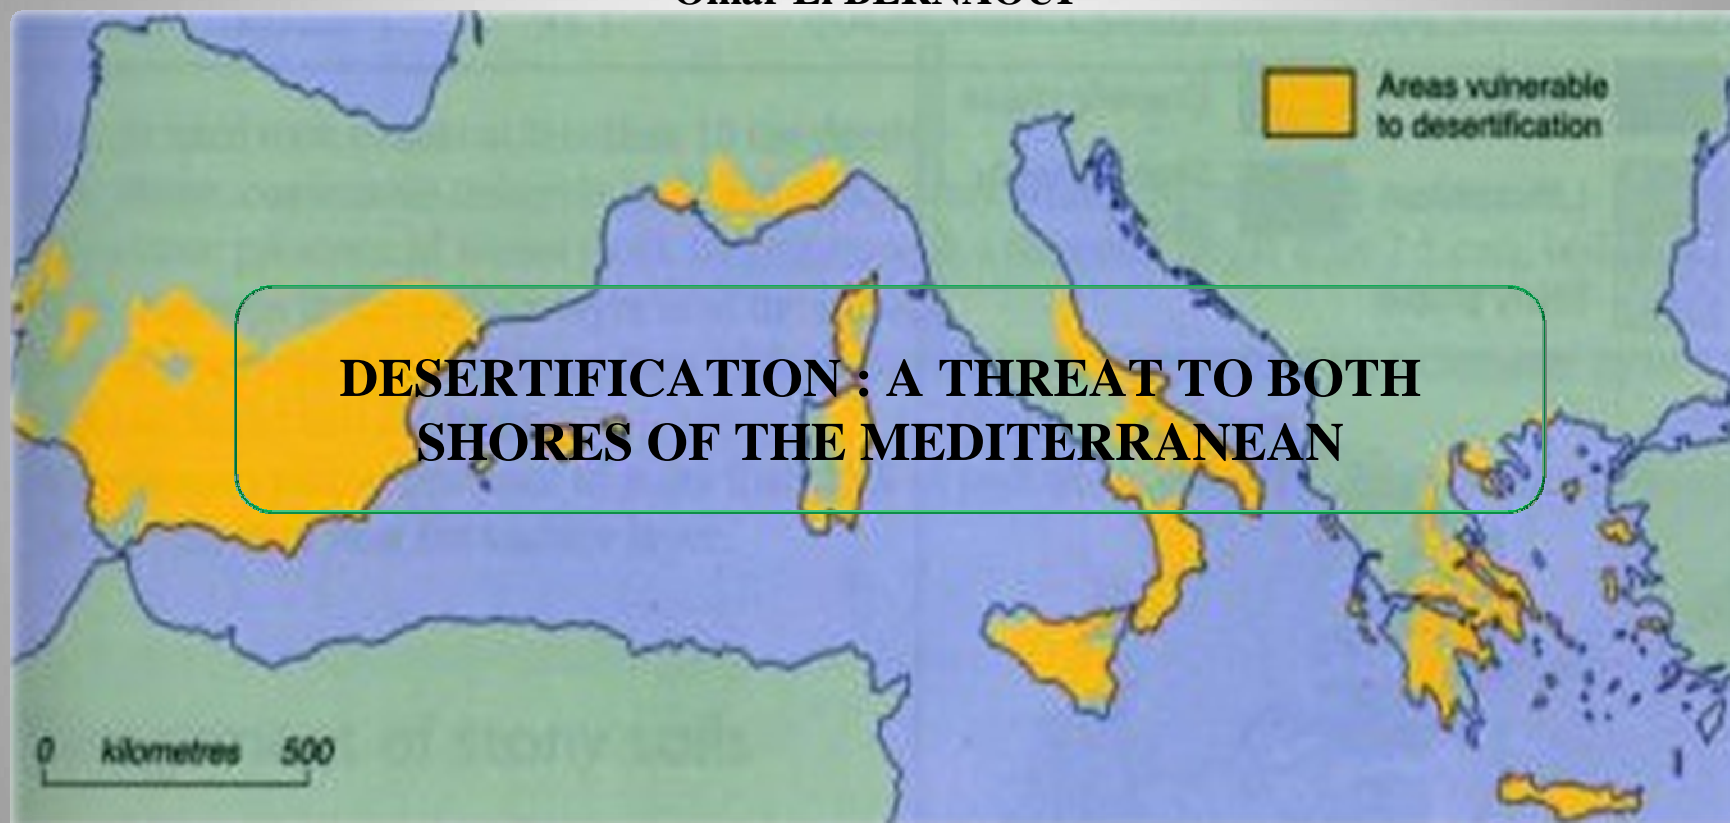 Areas vulnerable
to desertification
DESERTIFICATION : A THREAT TO BOTH
SHORES OF THE MEDITERRANEAN
0 kilometres 500